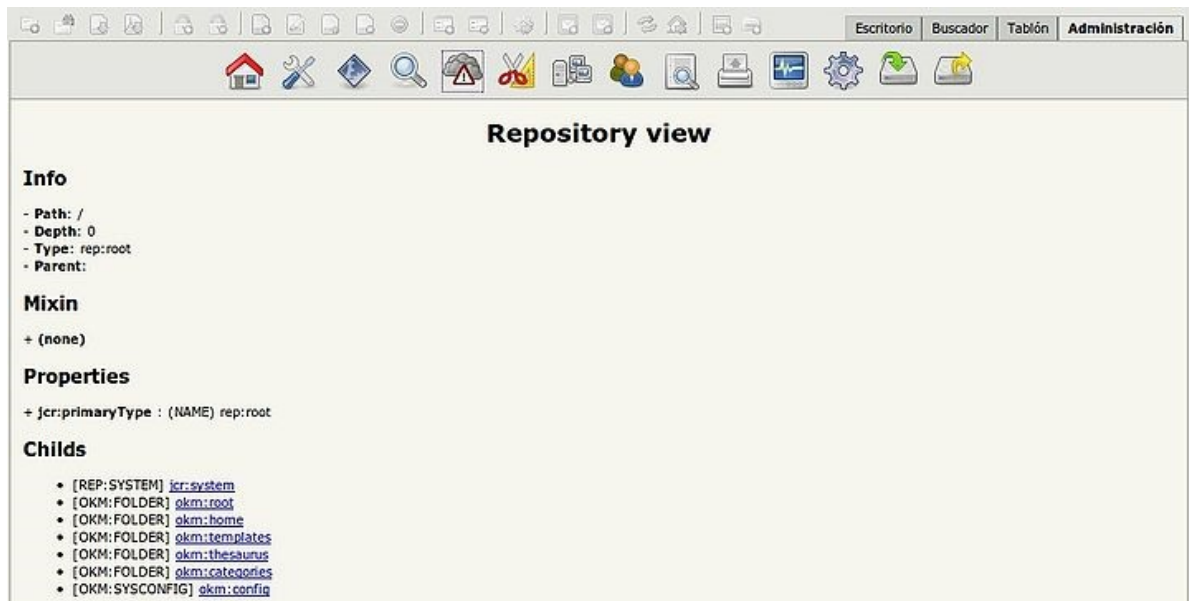 Escritorio Buscador Tablón Administración
Repository view
Info
- Path: /
- Depth: 0
- Type: rep:root
- Parent:
Mixin
+ (none)
Properties
+ jcr:primaryType : (NAME) rep:root
Childs
• [REP:SYSTEM] jcr:system
• [OKM:FOLDER] okm:root
• [OKM:FOLDER] okm:home
• [OKM:FOLDER] okm:templates
• [OKM:FOLDER] okm:thesaurus
• [OKM:FOLDER] okm:categories
• [OKM:SYSCONFIG] okm:config